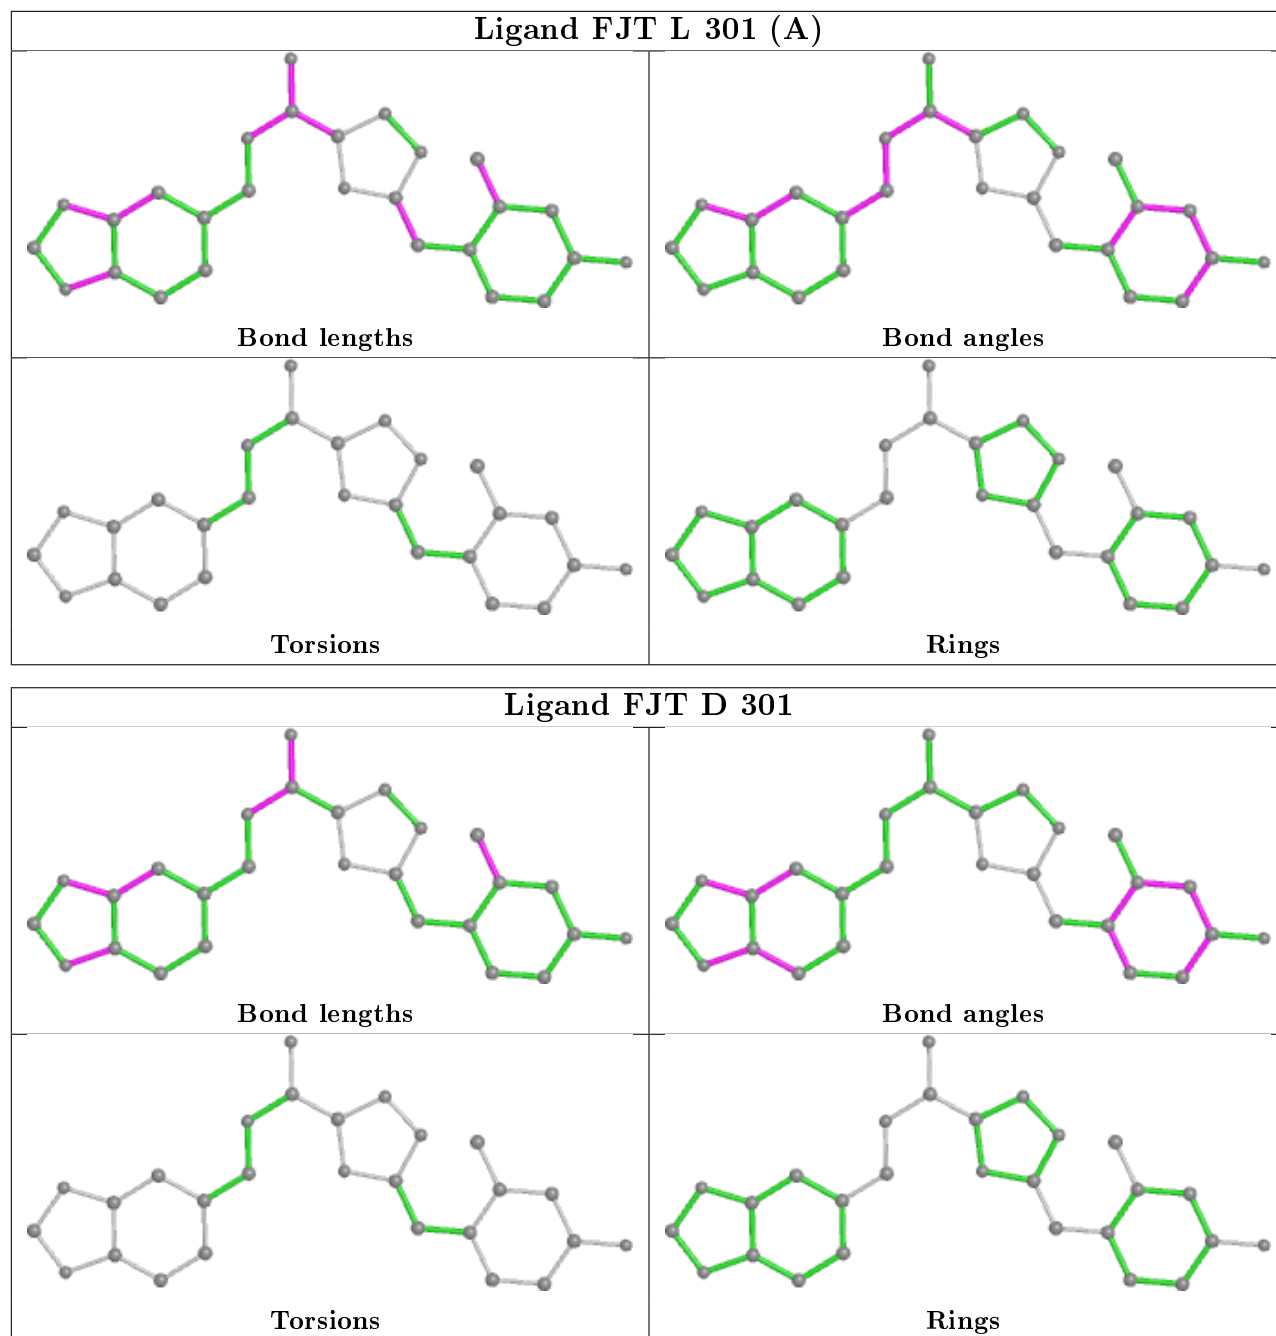 Ligand FJT L 301 (A)
Bond lengths
Bond angles
Torsions
Rings
Ligand FJT D 301
Bond lengths
Bond angles
Torsions
Rings